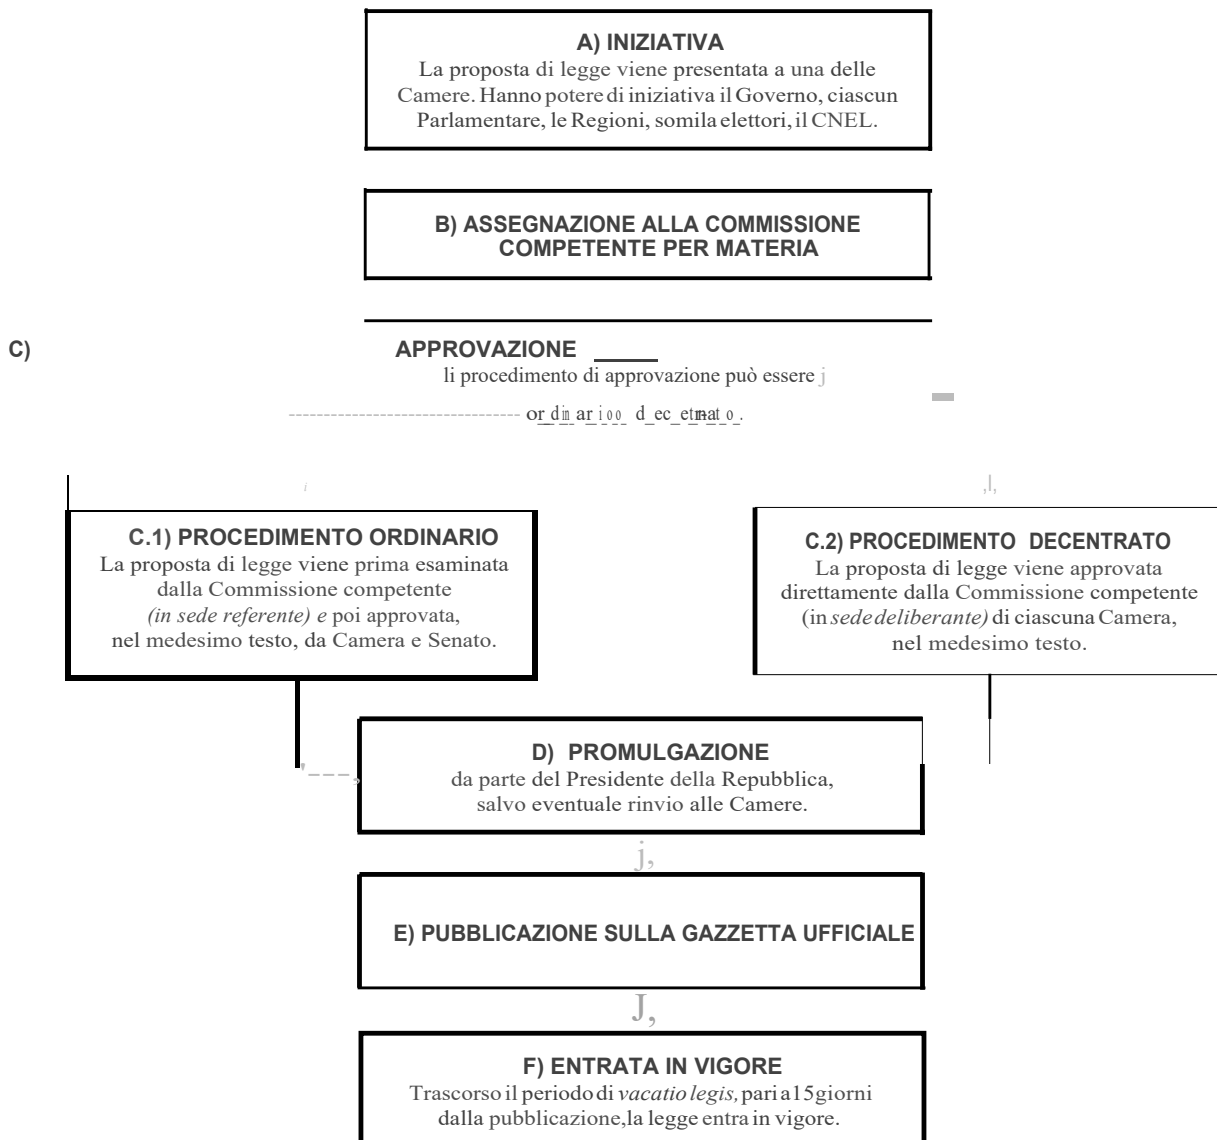 A) INIZIATIVA
La proposta di legge viene presentata a una delle
Camere. Hanno potere di iniziativa il Governo, ciascun
Parlamentare, le Regioni, somila elettori, il CNEL.
B) ASSEGNAZIONE ALLA COMMISSIONE
COMPETENTE PER MATERIA
C) APPROVAZIONE
li procedimento di approvazione può essere j
C.1) PROCEDIMENTO ORDINARIO
La proposta di legge viene prima esaminata
dalla Commissione competente
(in sede referente) e poi approvata,
nel medesimo testo, da Camera e Senato.
C.2) PROCEDIMENTO DECENTRATO
La proposta di legge viene approvata
direttamente dalla Commissione competente
(in sede deliberante) di ciascuna Camera,
nel medesimo testo.
D) PROMULGAZIONE
da parte del Presidente della Repubblica,
salvo eventuale rinvio alle Camere.
j,
E) PUBBLICAZIONE SULLA GAZZETTA UFFICIALE
J,
F) ENTRATA IN VIGORE
Trascorso il periodo di vacatio legis, pari a 15 giorni
dalla pubblicazione, la legge entra in vigore.